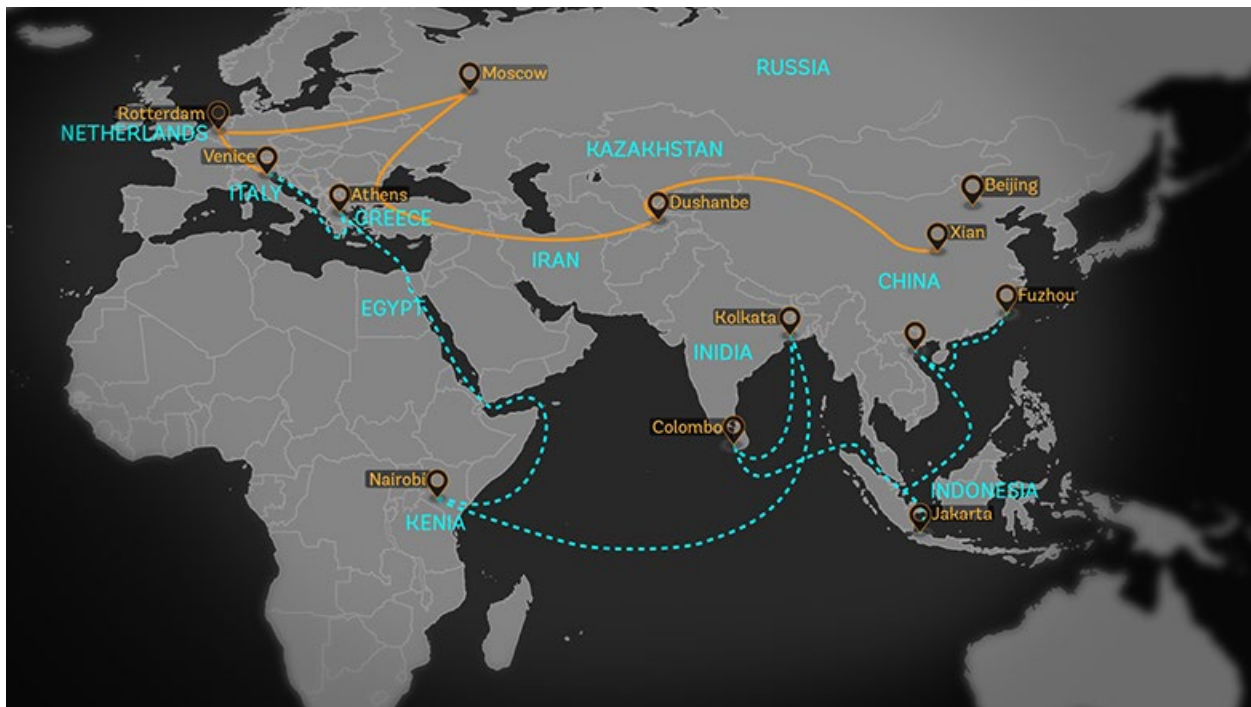 Moscow
RUSSIA
Rotterdam
NETHERLANDS
Venice
KAZAKHSTAN
ITALY
Athens
GREECE
Dushanbe
Beijing
Xian
IRAN
CHINA
EGYPT
Fuzhou
Kolkata
INIDIA
Colombo
Nairobi
INDONESIA
Jakarta
KENIA